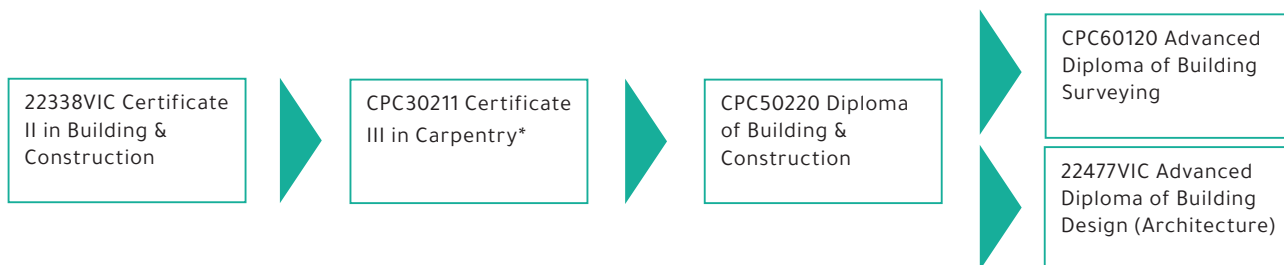 22338VIC Certificate
II in Building &
Construction
CPC30211 Certificate
III in Carpentry*
CPC50220 Diploma
of Building &
Construction
CPC60120 Advanced
Diploma of Building
Surveying
22477VIC Advanced
Diploma of Building
Design (Architecture)